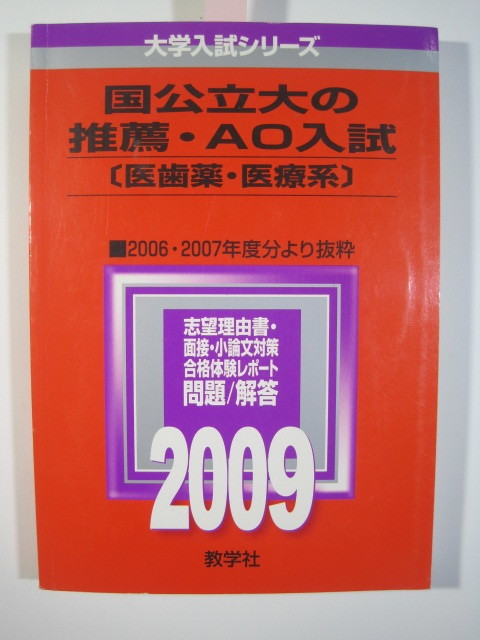 大学入試シリーズ
国公立大の
推薦・AO入試
〔医歯薬・医療系〕
■2006・2007年度分より抜粋
志望理由書・
面接・小論文対策
合格体験レポート
問題/解答
2009
教学社